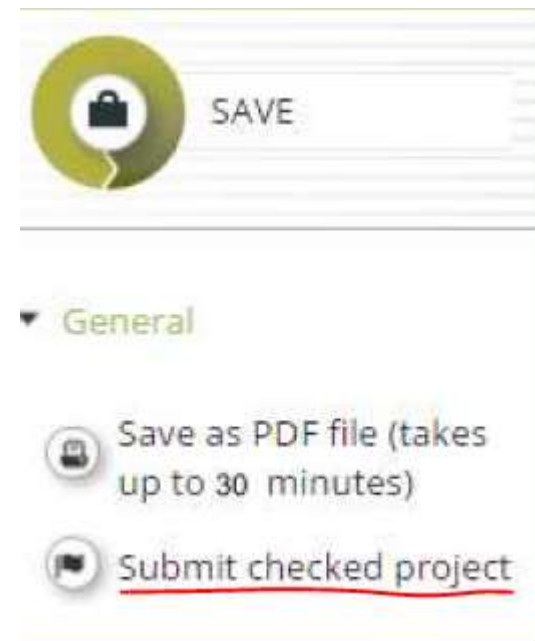 SAVE
General
Save as PDF file (takes
up to 30 minutes)
Submit checked project